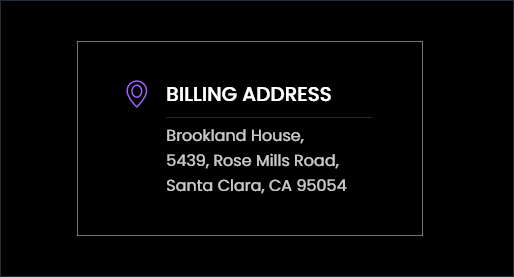 BILLING ADDRESS
Brookland House,
5439, Rose Mills Road,
Santa Clara, CA 95054